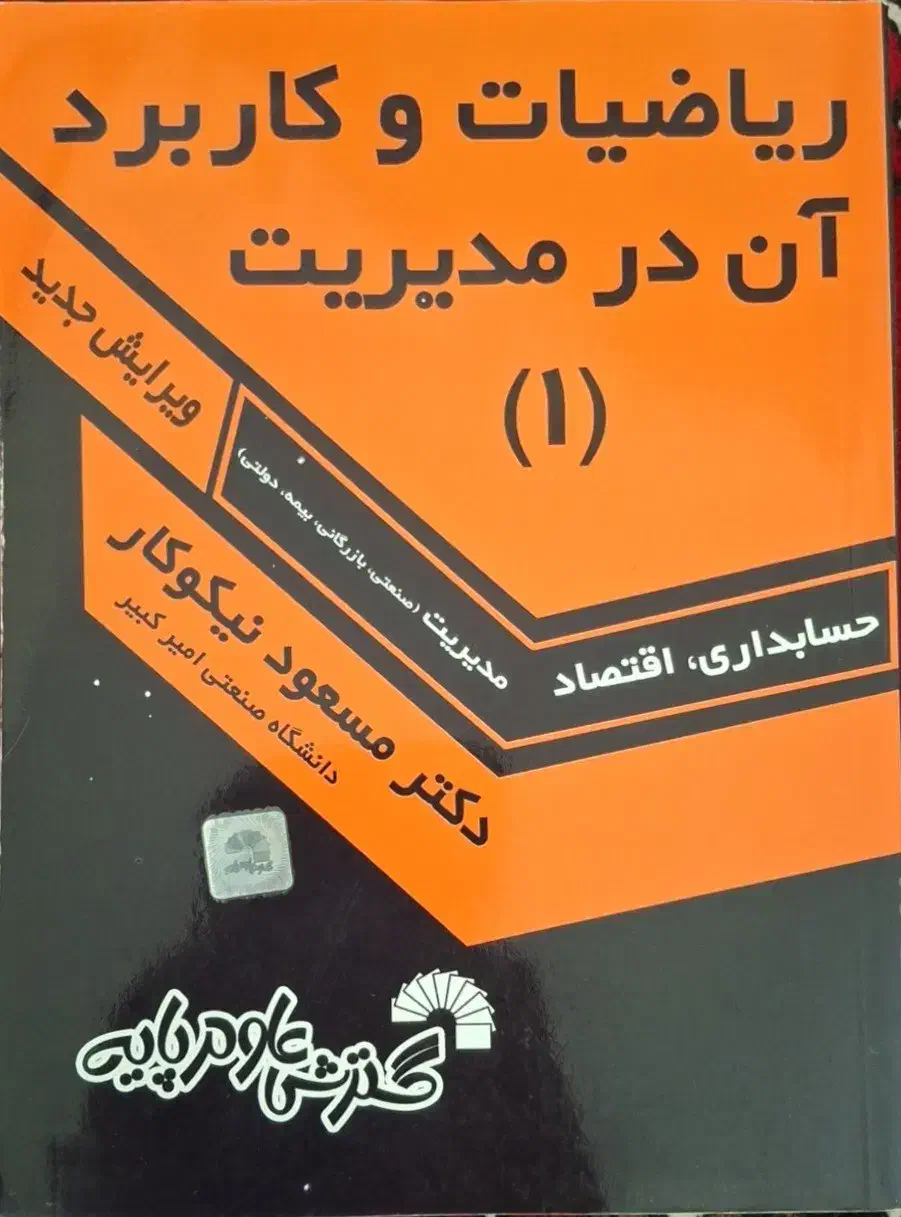 ریاضیات و کاربرد
آن در مدیریت
(۱)
ویرایش جدید
حسابداری، اقتصاد
مدیریت (صنعتی، بازرگانی، بیمه، دولتی)
دکتر مسعود نیکوکار
دانشگاه صنعتی امیر کبیر
گسترش علوم پایه